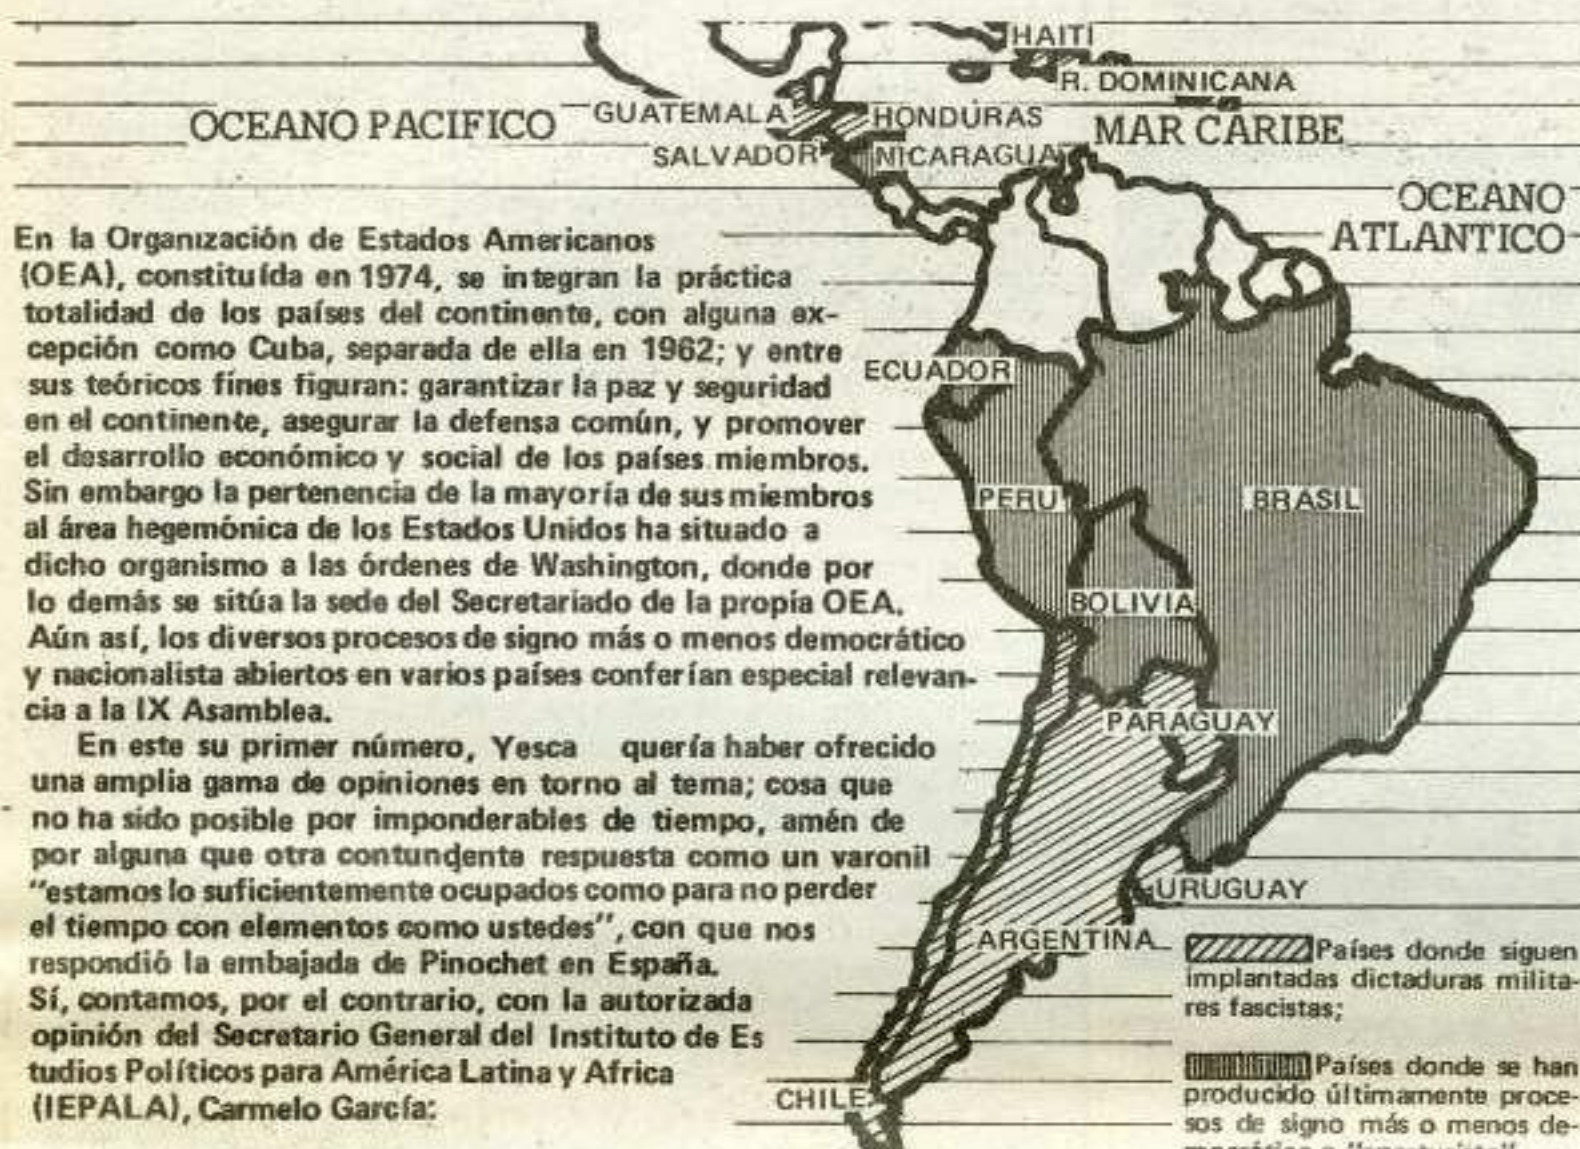 HAITI
R. DOMINICANA
OCEANO PACIFICO
GUATEMALA
HONDURAS
MAR CARIBE
SALVADOR
NICARAGUA
OCEANO
ATLANTICO
En la Organización de Estados Americanos
(OEA), constituída en 1974, se integran la práctica
totalidad de los países del continente, con alguna ex-
cepción como Cuba, separada de ella en 1962; y entre
sus teóricos fines figuran: garantizar la paz y seguridad
en el continente, asegurar la defensa común, y promover
el desarrollo económico y social de los países miembros.
Sin embargo la pertenencia de la mayoría de sus miembros
al área hegemónica de los Estados Unidos ha situado a
dicho organismo a las órdenes de Washington, donde por
lo demás se sitúa la sede del Secretariado de la propia OEA.
Aún así, los diversos procesos de signo más o menos democrático
y nacionalista abiertos en varios países conferían especial relevan-
cia a la IX Asamblea.
En este su primer número, Yesca quería haber ofrecido
una amplia gama de opiniones en torno al tema; cosa que
no ha sido posible por imponderables de tiempo, amén de
por alguna que otra contundente respuesta como un varonil
"estamos lo suficientemente ocupados como para no perder
el tiempo con elementos como ustedes", con que nos
respondió la embajada de Pinochet en España.
Sí, contamos, por el contrario, con la autorizada
opinión del Secretario General del Instituto de Es
tudios Políticos para América Latina y Africa
(IEPALA), Carmelo García:
ECUADOR
PERU
BRASIL
BOLIVIA
PARAGUAY
URUGUAY
ARGENTINA
CHILE
Países donde siguen
implantadas dictaduras milita-
res fascistas;
Países donde se han
producido últimamente proce-
sos de signo más o menos de-